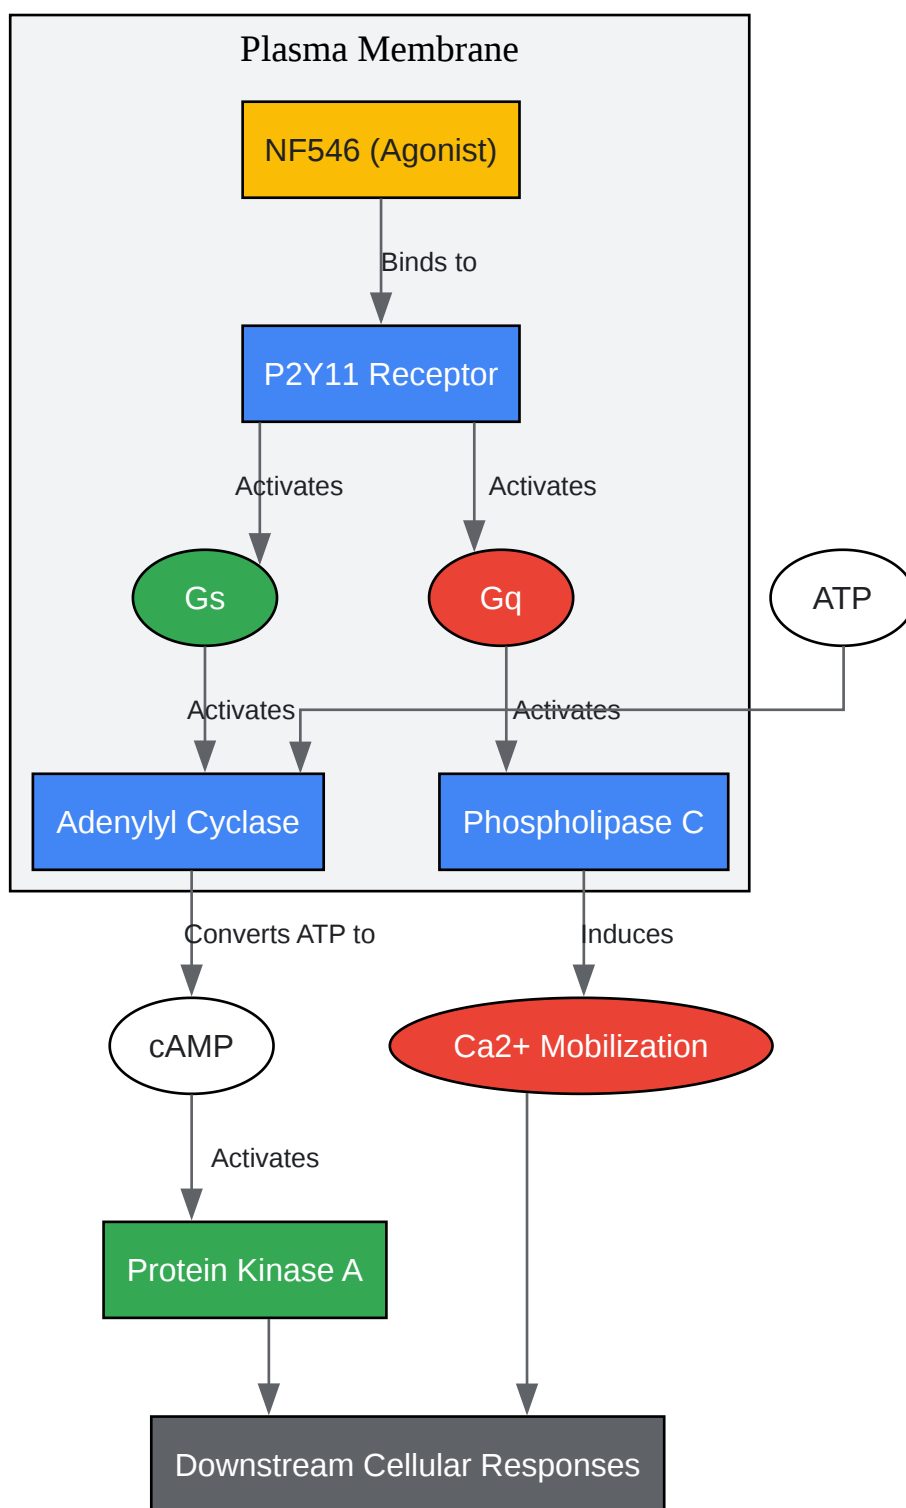 Plasma Membrane
NF546 (Agonist)
Binds to
P2Y11 Receptor
Activates
Activates
Gs
Gq
ATP
Activates
Activates
Adenylyl Cyclase
Phospholipase C
Converts ATP to
Induces
cAMP
Ca2+ Mobilization
Activates
Protein Kinase A
Downstream Cellular Responses